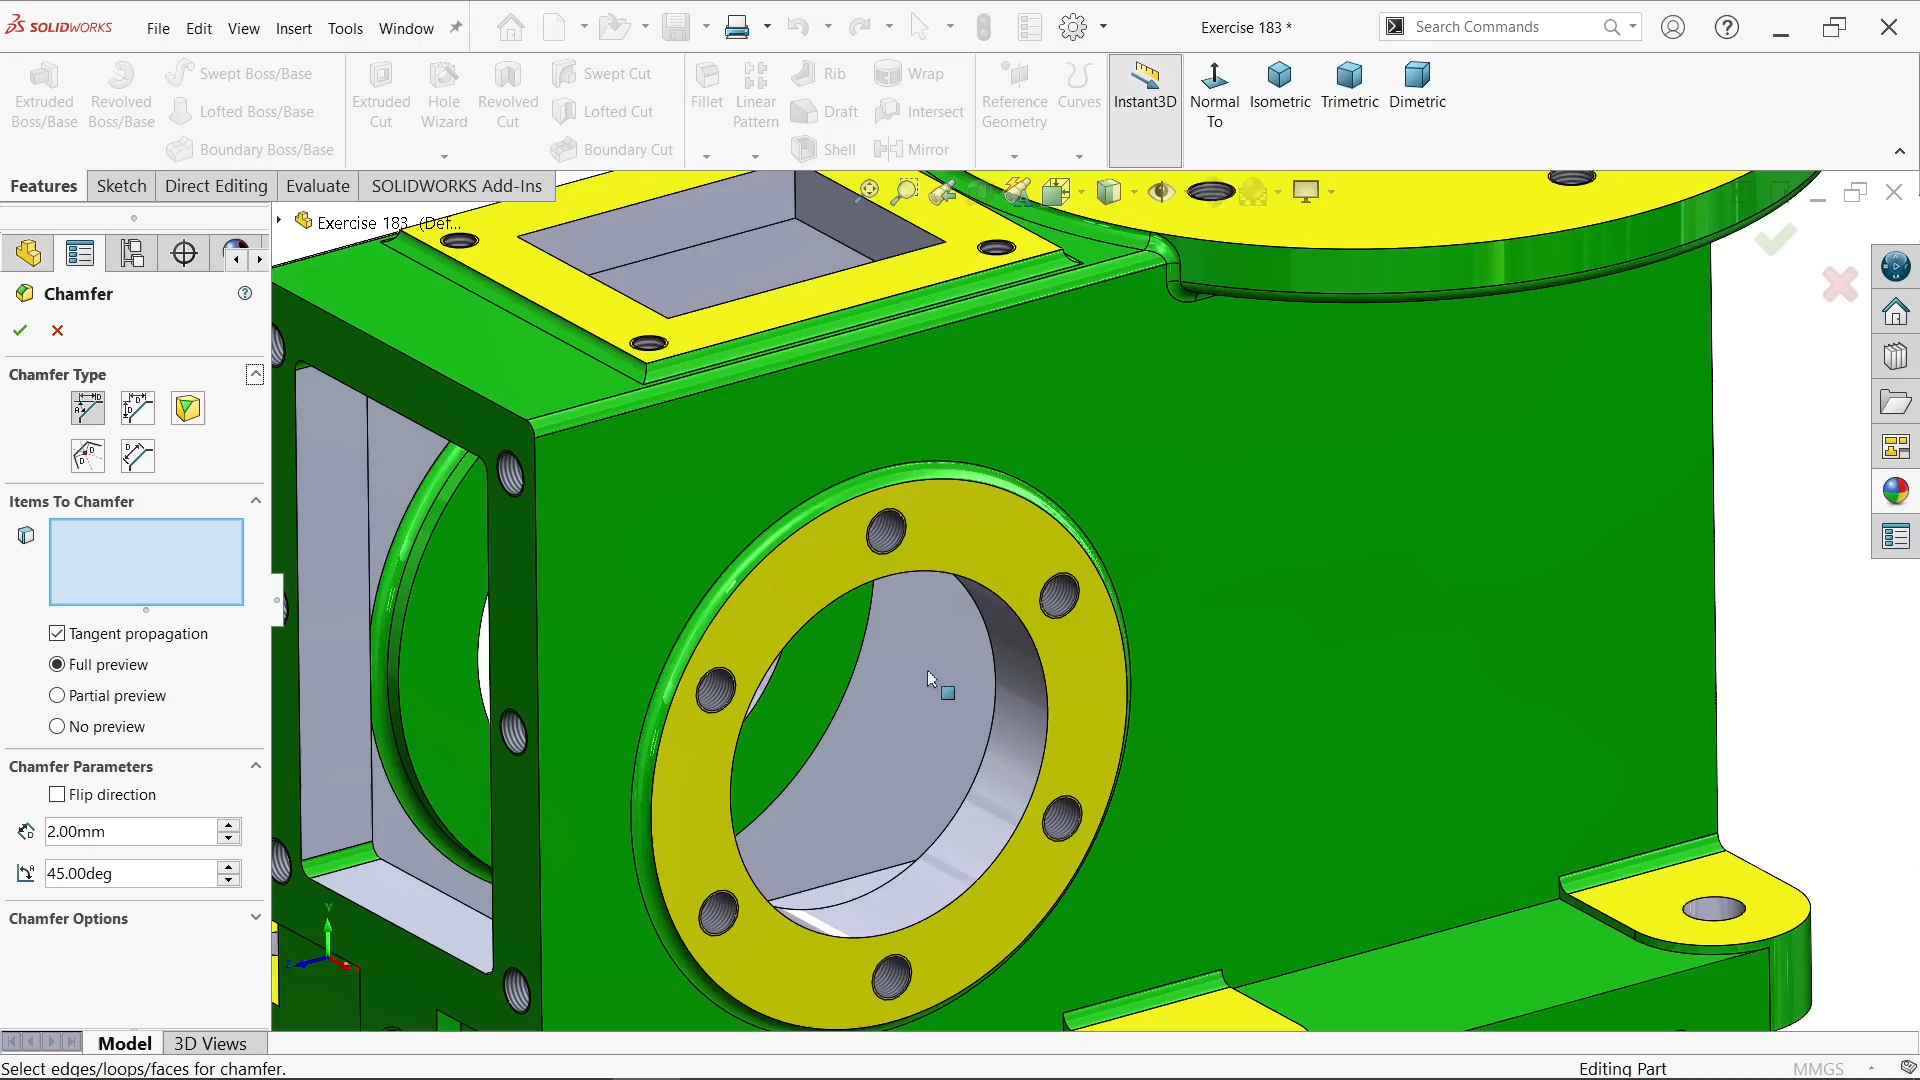 SOLIDWORKS
File Edit View Insert Tools Window
Exercise 183 *
Search Commands
Extruded Boss/Base
Revolved Boss/Base
Swept Boss/Base
Lofted Boss/Base
Boundary Boss/Base
Extruded Cut
Hole Wizard
Revolved Cut
Swept Cut
Lofted Cut
Boundary Cut
Fillet
Linear Pattern
Rib
Draft
Shell
Wrap
Intersect
Mirror
Reference Geometry
Curves
Instant3D
Normal To
Isometric
Trimetric
Dimetric
Features Sketch Direct Editing Evaluate SOLIDWORKS Add-Ins
Exercise 183 (Def...
Chamfer
Chamfer Type
Items To Chamfer
Tangent propagation
Full preview
Partial preview
No preview
Chamfer Parameters
Flip direction
2.00mm
45.00deg
Chamfer Options
Y
Z
Model 3D Views
Select edges/loops/faces for chamfer.
Editing Part
MMGS